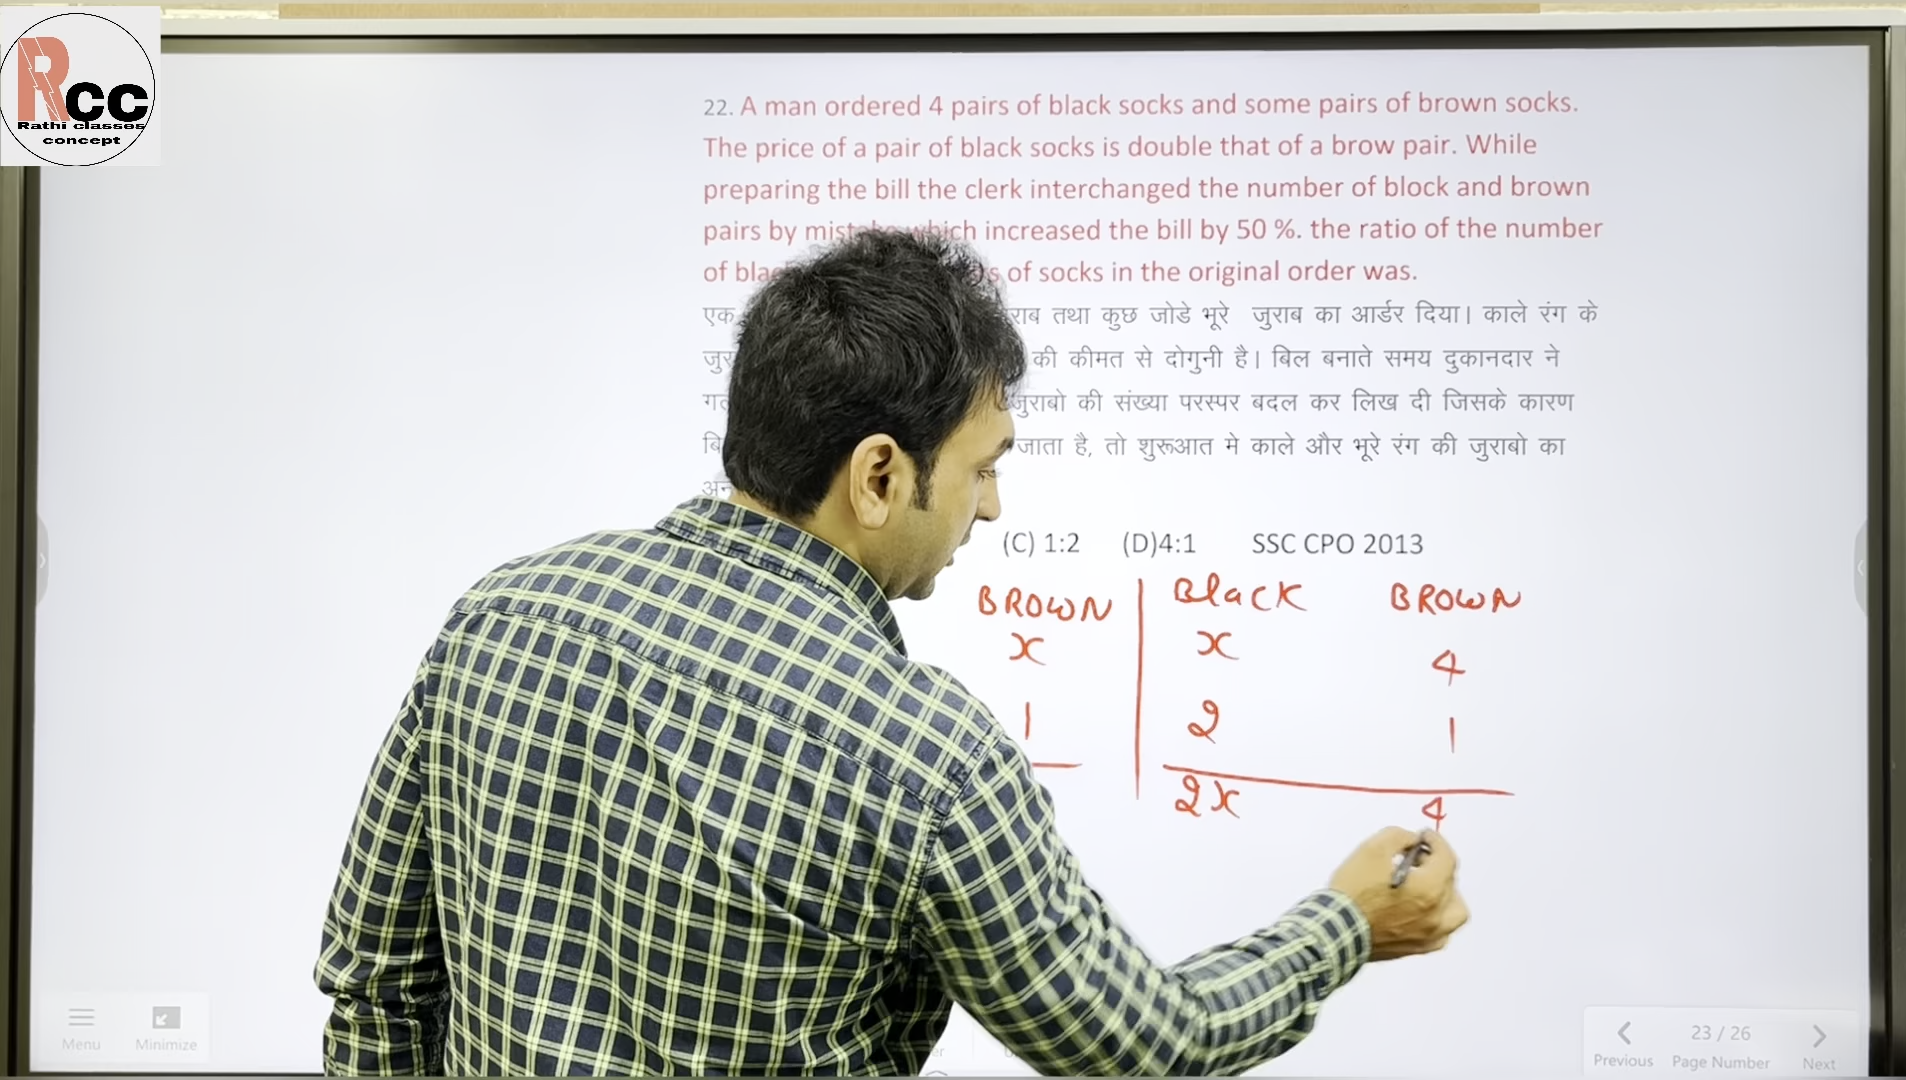 Rcc
Rathi classes
concept
22. A man ordered 4 pairs of black socks and some pairs of brown socks.
The price of a pair of black socks is double that of a brow pair. While
preparing the bill the clerk interchanged the number of block and brown
pairs by which increased the bill by 50 %. the ratio of the number
of of socks in the original order was.
एक तथा कुछ जोडे भूरे जुराब का आर्डर दिया। काले रंग के
की कीमत से दोगुनी है। बिल बनाते समय दुकानदार ने
जुराबो की संख्या परस्पर बदल कर लिख दी जिसके कारण
जाता है, तो शुरूआत मे काले और भूरे रंग की जुराबो का
(C) 1:2 (D)4:1 SSC CPO 2013
BROWN Black BROWN
x x 4
1 2 1
2x 4
Menu Minimize
23 / 26
Previous Page Number Next